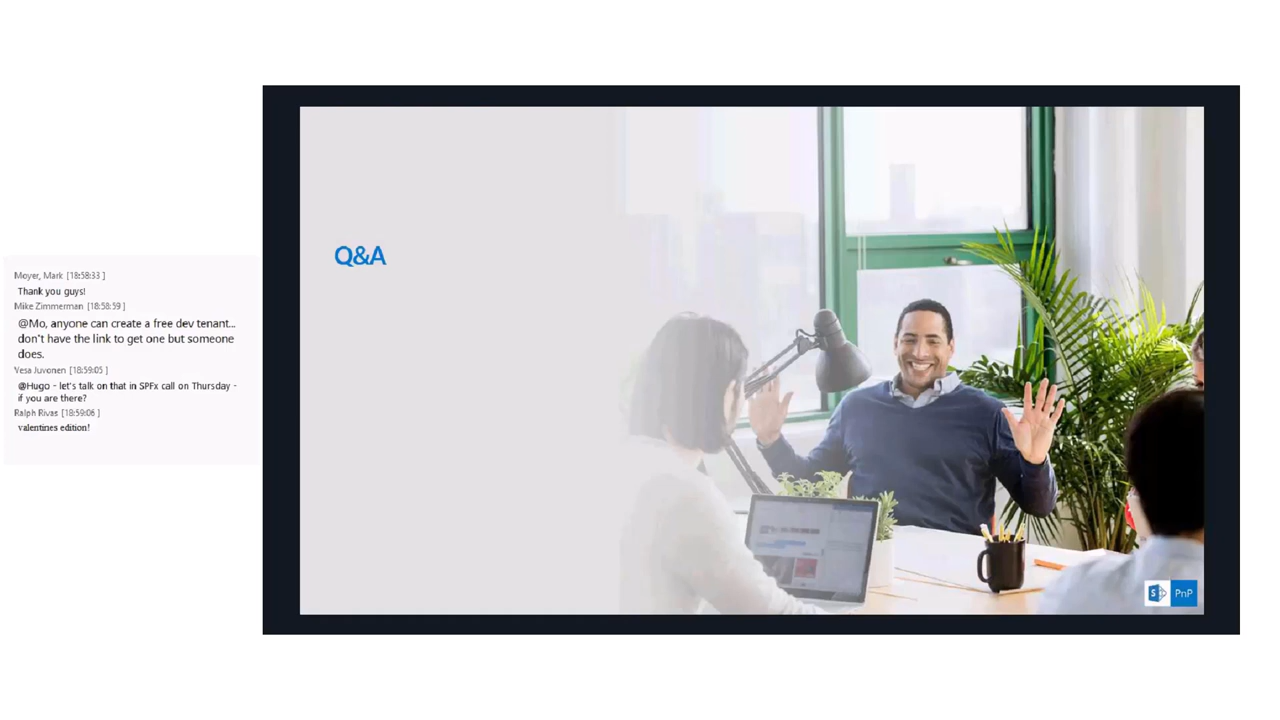 Moyer, Mark [18:58:33 ]
Thank you guys!
Mike Zimmerman [18:58:59 ]
@Mo, anyone can create a free dev tenant...
don't have the link to get one but someone
does.
Vesa Juvonen [18:59:05 ]
@Hugo - let's talk on that in SPFx call on Thursday -
if you are there?
Ralph Rivas [18:59:06 ]
valentines edition!
Q&A
S PnP